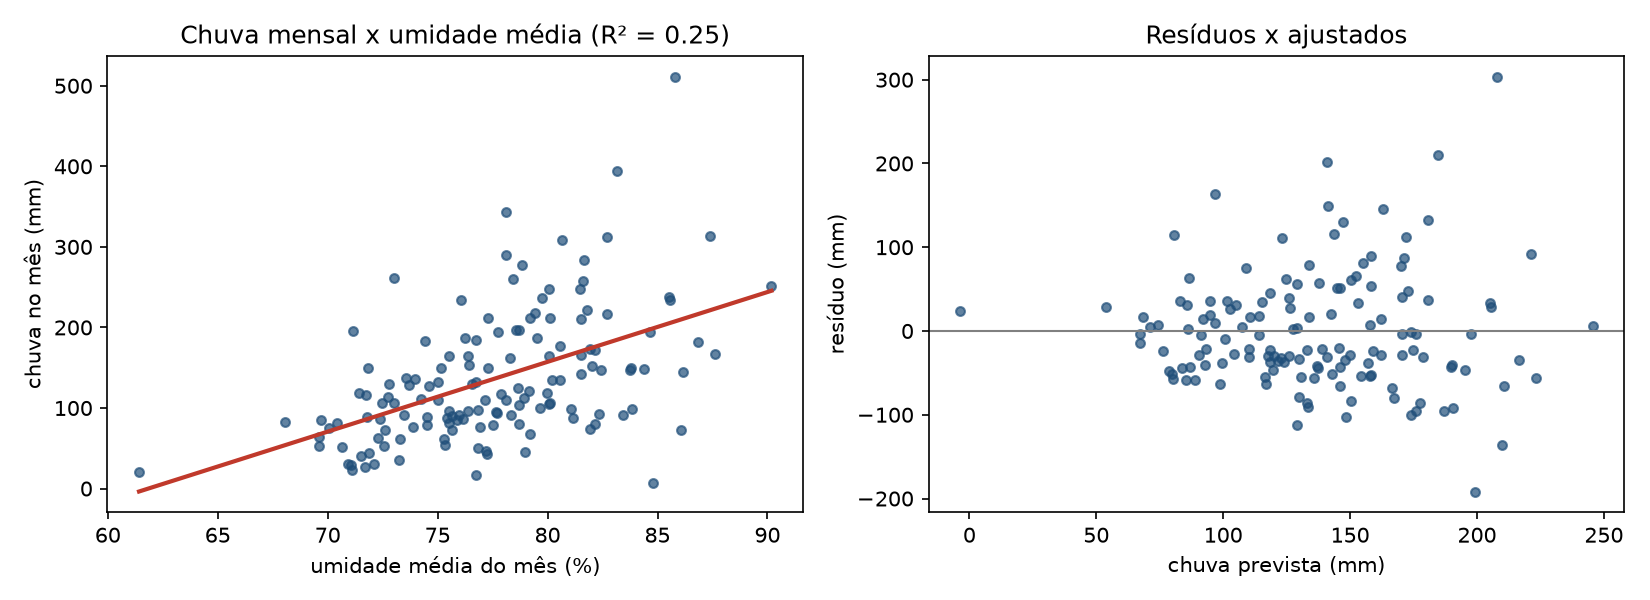 Chuva mensal x umidade média (R² = 0.25)
500
400
300
200
100
0
chuva no mês (mm)
60 65 70 75 80 85 90
umidade média do mês (%)
Resíduos x ajustados
300
200
100
0
−100
−200
resíduo (mm)
0 50 100 150 200 250
chuva prevista (mm)